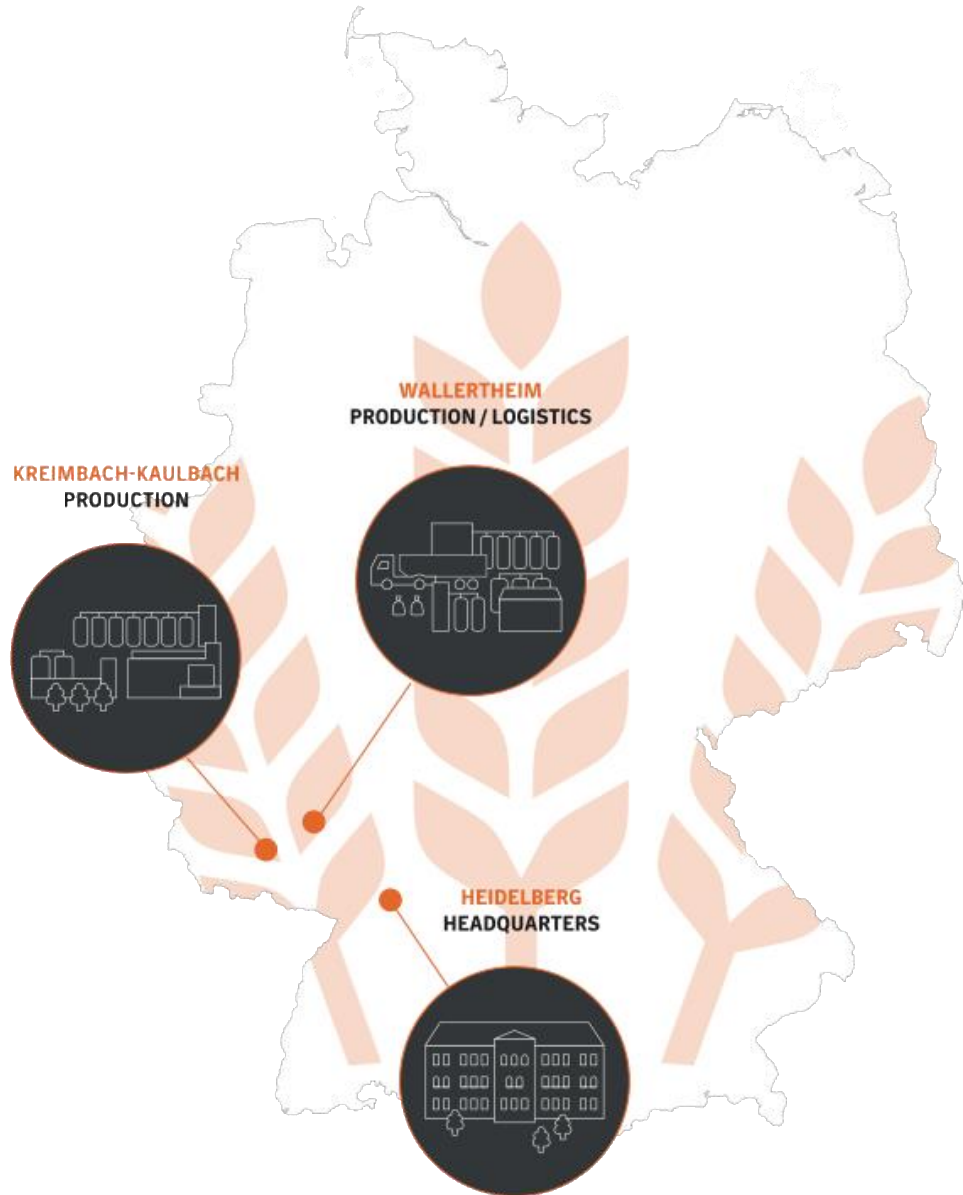 WALLERTHEIM
PRODUCTION / LOGISTICS
KREIMBACH-KAULBACH
PRODUCTION
HEIDELBERG
HEADQUARTERS